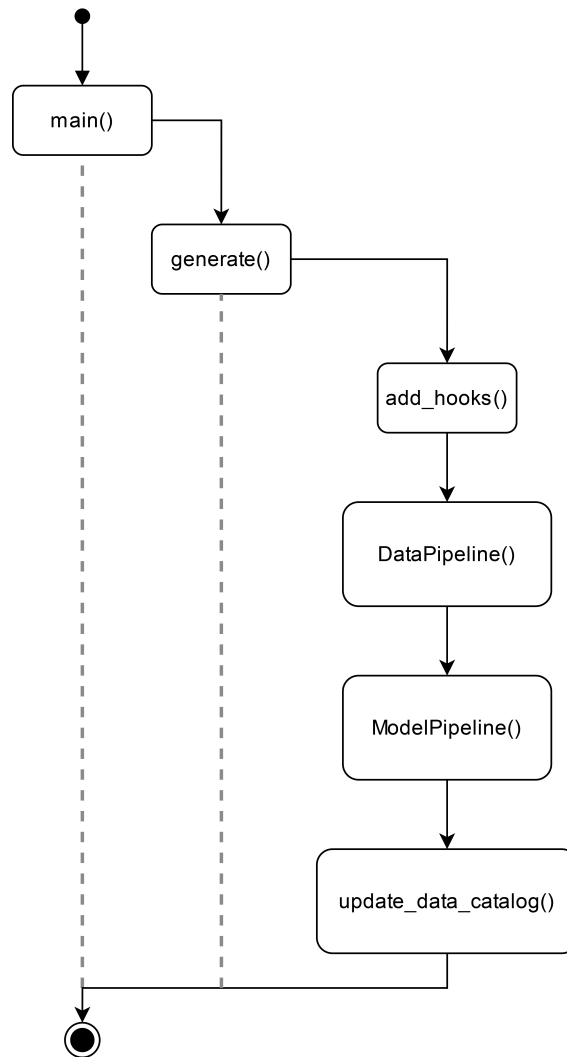 main()
generate()
add_hooks()
DataPipeline()
ModelPipeline()
update_data_catalog()